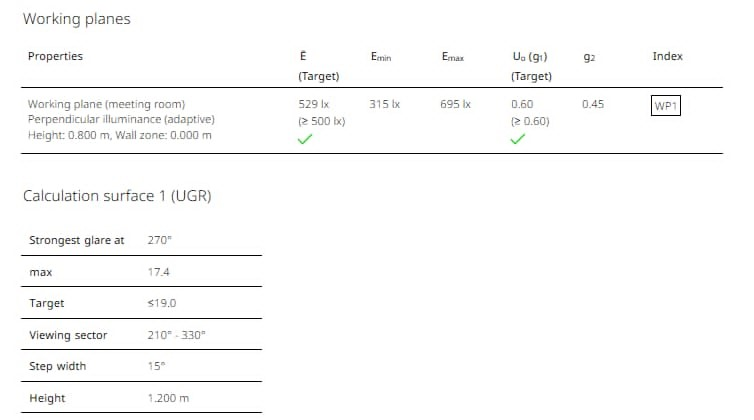 Working planes
Properties Ē Emin Emax Uₒ (g₁) g₂ Index
(Target) (Target)
Working plane (meeting room) 529 lx 315 lx 695 lx 0.60 0.45 WP1
Perpendicular illuminance (adaptive) (≥ 500 lx) (≥ 0.60)
Height: 0.800 m, Wall zone: 0.000 m
Calculation surface 1 (UGR)
Strongest glare at 270°
max 17.4
Target ≤19.0
Viewing sector 210° - 330°
Step width 15°
Height 1.200 m